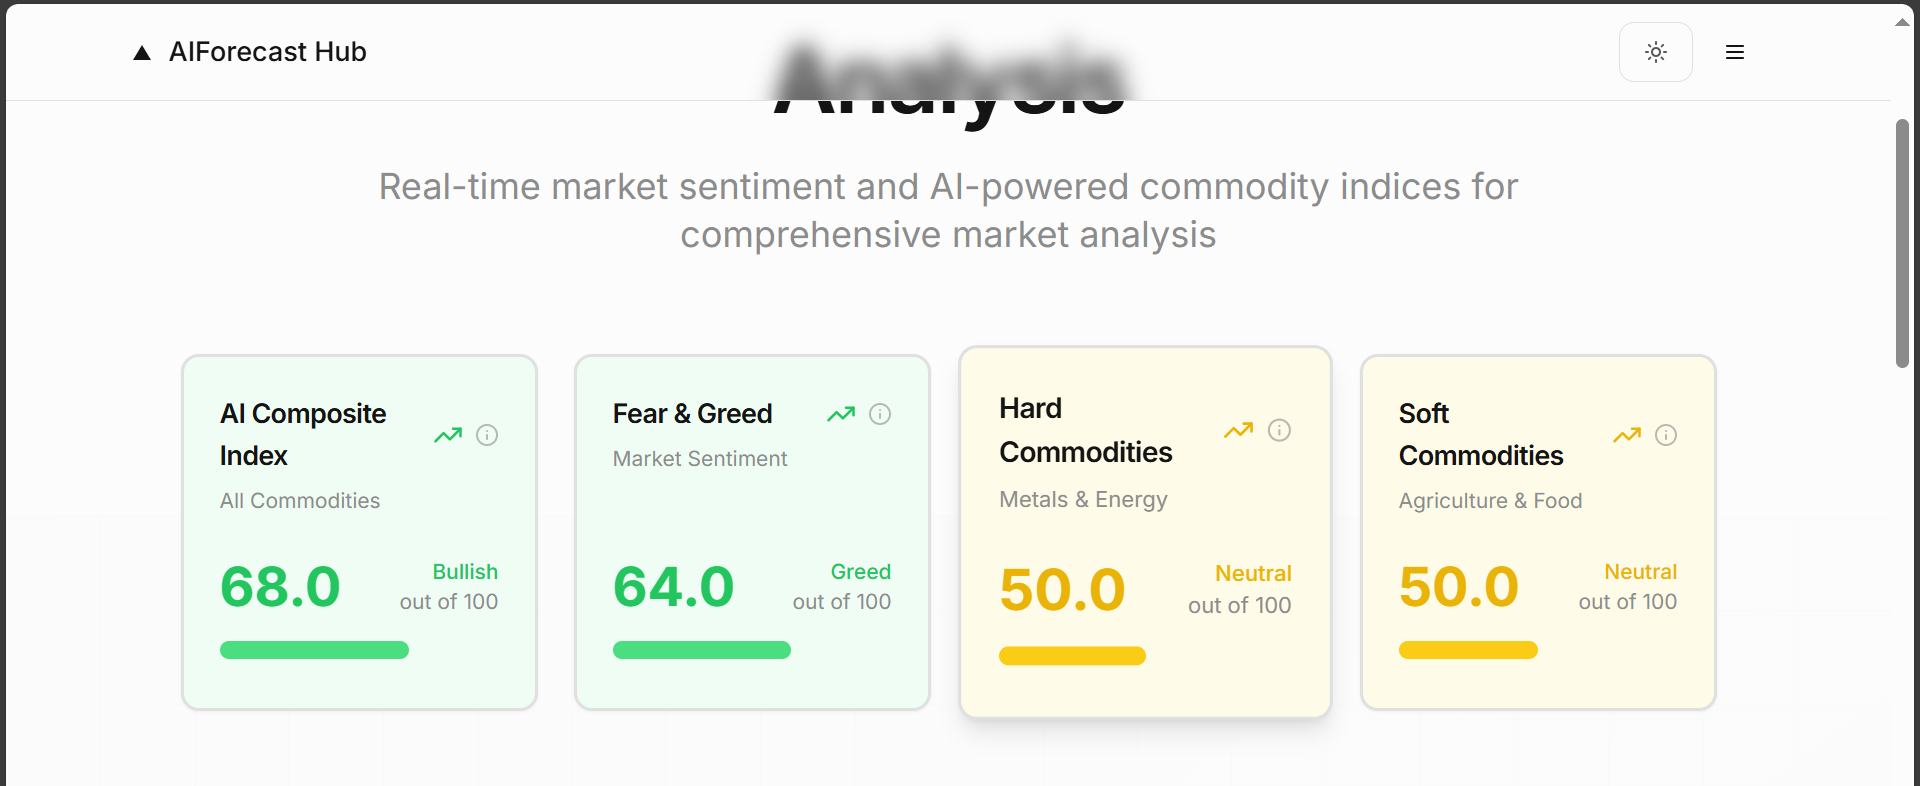 AIForecast Hub
Analysis
Real-time market sentiment and AI-powered commodity indices for
comprehensive market analysis
AI Composite
Index
All Commodities
68.0
Bullish
out of 100
Fear & Greed
Market Sentiment
64.0
Greed
out of 100
Hard
Commodities
Metals & Energy
50.0
Neutral
out of 100
Soft
Commodities
Agriculture & Food
50.0
Neutral
out of 100